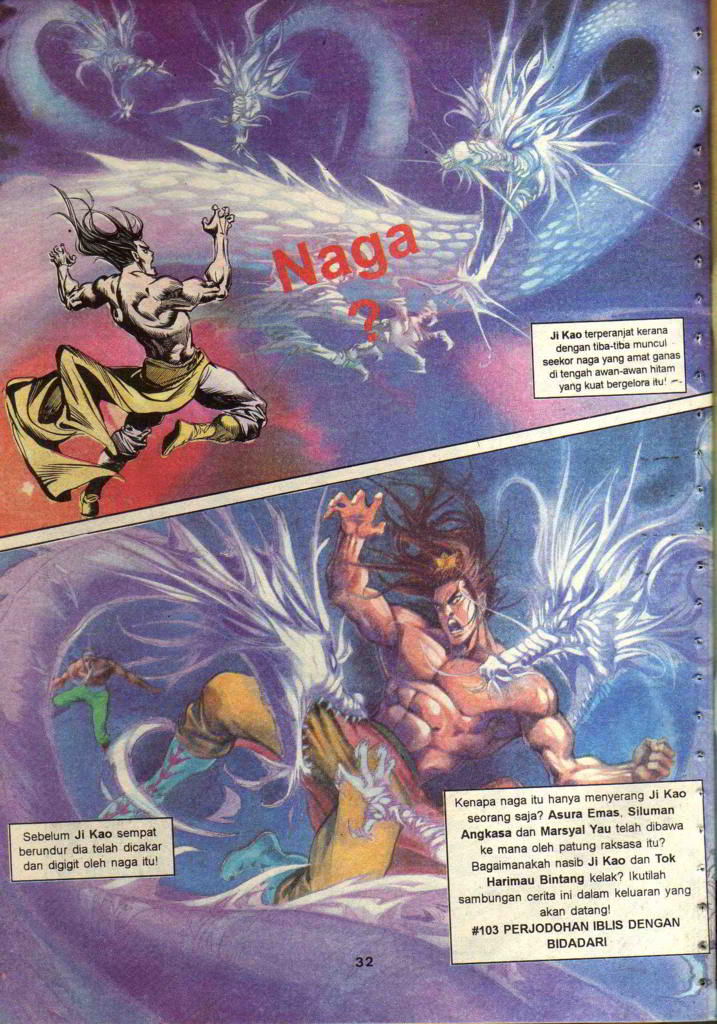 Naga
?
Ji Kao terperanjat kerana
dengan tiba-tiba muncul
seekor naga yang amat ganas
di tengah awan-awan hitam
yang kuat bergelora itu!
Sebelum Ji Kao sempat
berundur dia telah dicakar
dan digigit oleh naga itu!
Kenapa naga itu hanya menyerang Ji Kao
seorang saja? Asura Emas, Siluman
Angkasa dan Marsyal Yau telah dibawa
ke mana oleh patung raksasa itu?
Bagaimanakah nasib Ji Kao dan Tok
Harimau Bintang kelak? Ikutilah
sambungan cerita ini dalam keluaran yang
akan datang!
#103 PERJODOHAN IBLIS DENGAN
BIDADARI
32